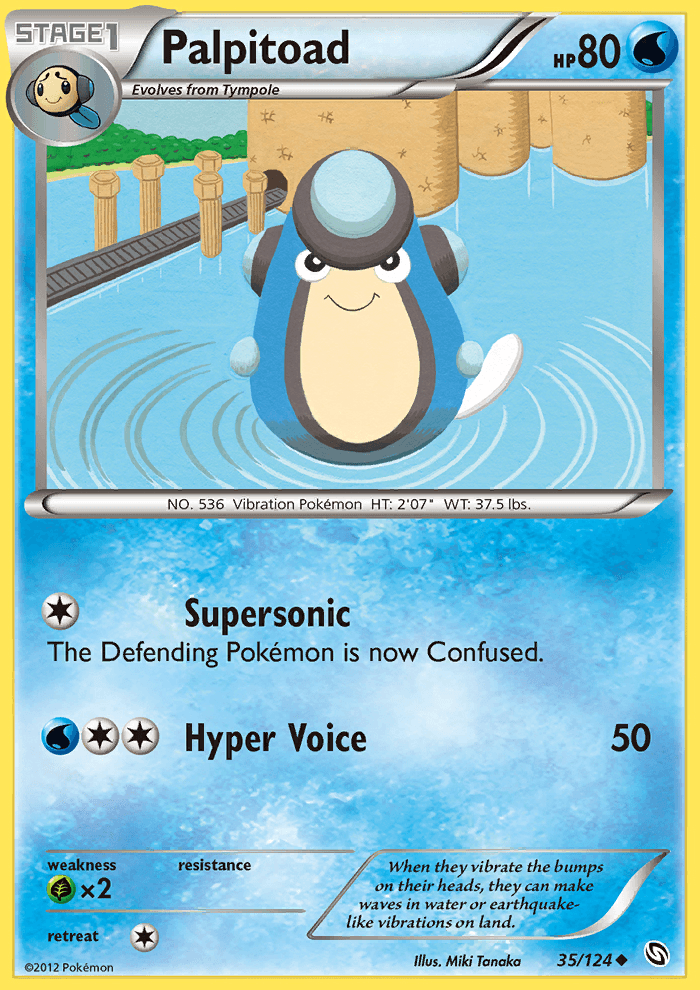 STAGE1
Palpitoad
HP80
Evolves from Tympole
NO. 536 Vibration Pokémon HT: 2'07" WT: 37.5 lbs.
Supersonic
The Defending Pokémon is now Confused.
Hyper Voice 50
weakness resistance
×2
retreat
When they vibrate the bumps
on their heads, they can make
waves in water or earthquake-
like vibrations on land.
©2012 Pokémon
Illus. Miki Tanaka 35/124